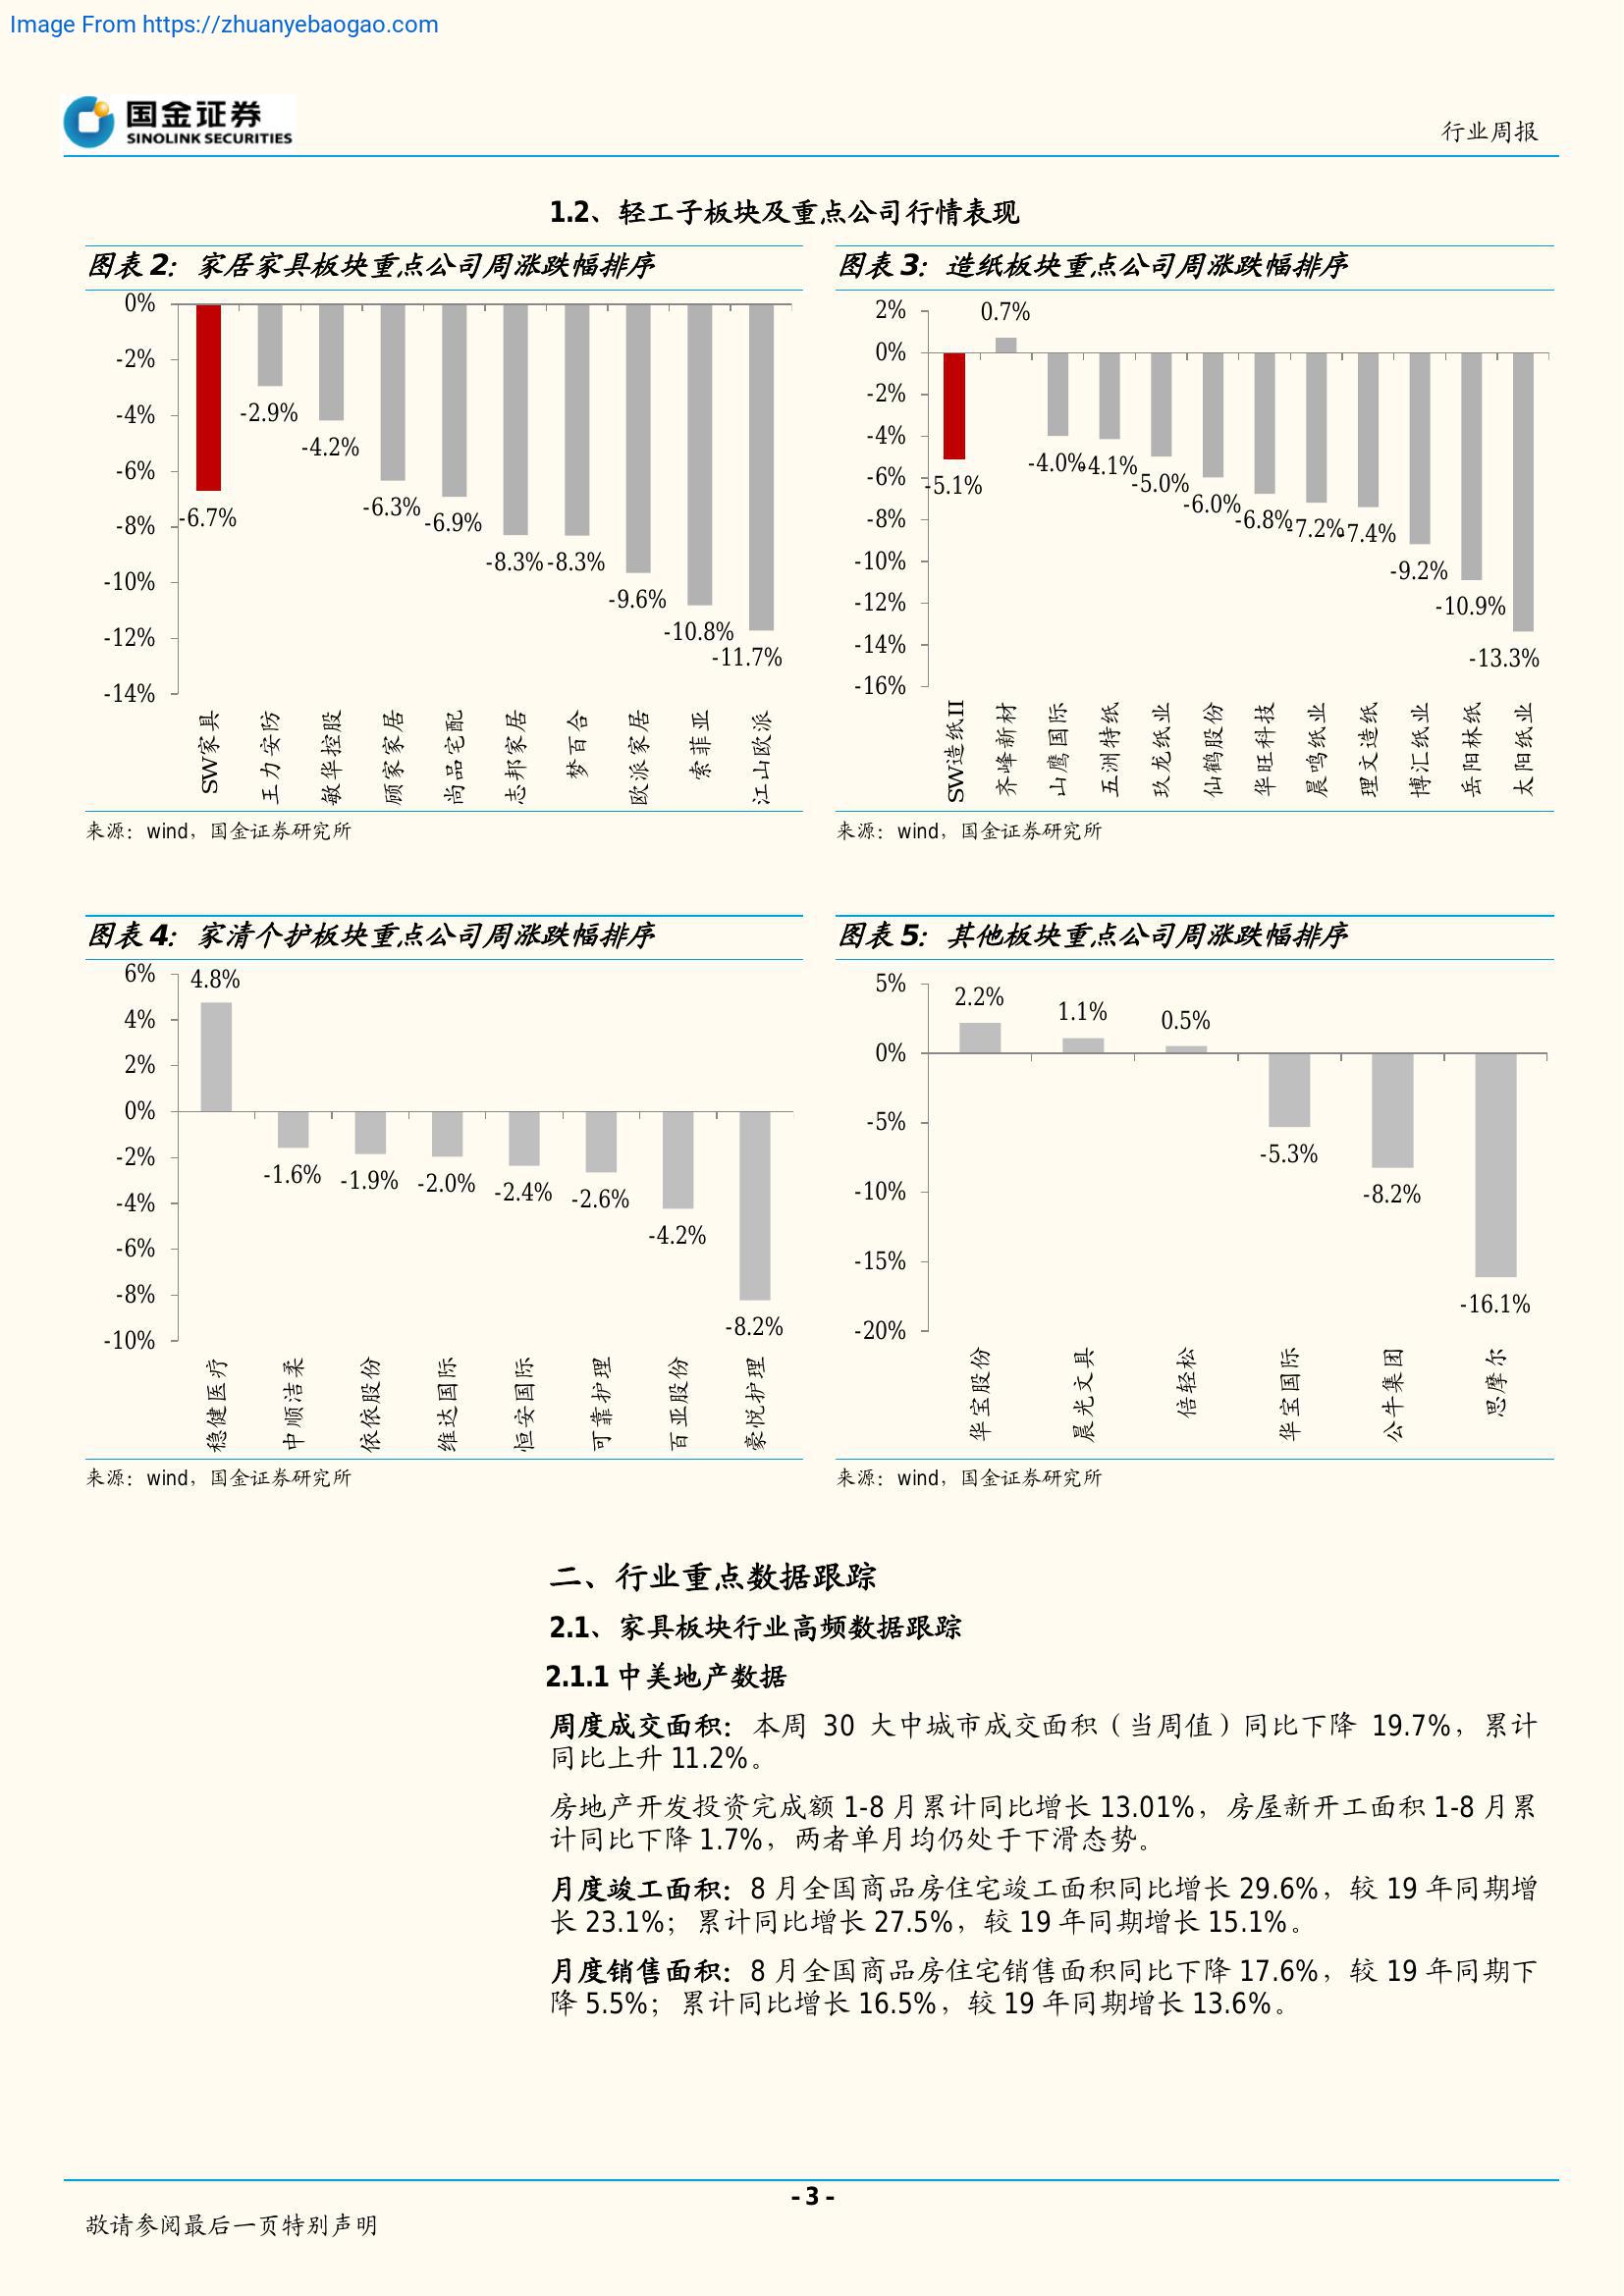 Image From https://zhuanyebaogao.com
国金证券
SINOLINK SECURITIES
行业周报
1.2、轻工子板块及重点公司行情表现
图表2：家居家具板块重点公司周涨跌幅排序
0%
-2%
-4%
-6%
-8%
-10%
-12%
-14%
-6.7%
-2.9%
-4.2%
-6.3%
-6.9%
-8.3%
-8.3%
-9.6%
-10.8%
-11.7%
SW家具
王力安防
敏华控股
顾家家居
尚品宅配
志邦家居
梦百合
欧派家居
索菲亚
江山欧派
来源：wind，国金证券研究所
图表3：造纸板块重点公司周涨跌幅排序
2%
0%
-2%
-4%
-6%
-8%
-10%
-12%
-14%
-16%
-5.1%
0.7%
-4.0%
-4.1%
-5.0%
-6.0%
-6.8%
-7.2%
-7.4%
-9.2%
-10.9%
-13.3%
SW造纸II
齐峰新材
山鹰国际
五洲特纸
玖龙纸业
仙鹤股份
华旺科技
晨鸣纸业
理文造纸
博汇纸业
岳阳林纸
太阳纸业
来源：wind，国金证券研究所
图表4：家清个护板块重点公司周涨跌幅排序
6%
4%
2%
0%
-2%
-4%
-6%
-8%
-10%
4.8%
-1.6%
-1.9%
-2.0%
-2.4%
-2.6%
-4.2%
-8.2%
稳健医疗
中顺洁柔
依依股份
维达国际
恒安国际
可靠护理
百亚股份
豪悦护理
来源：wind，国金证券研究所
图表5：其他板块重点公司周涨跌幅排序
5%
0%
-5%
-10%
-15%
-20%
2.2%
1.1%
0.5%
-5.3%
-8.2%
-16.1%
华宝股份
晨光文具
倍轻松
华宝国际
公牛集团
思摩尔
来源：wind，国金证券研究所
二、行业重点数据跟踪
2.1、家具板块行业高频数据跟踪
2.1.1 中美地产数据
周度成交面积：本周 30 大中城市成交面积（当周值）同比下降 19.7%，累计
同比上升 11.2%。
房地产开发投资完成额 1-8 月累计同比增长 13.01%，房屋新开工面积 1-8 月累
计同比下降 1.7%，两者单月均仍处于下滑态势。
月度竣工面积：8 月全国商品房住宅竣工面积同比增长 29.6%，较 19 年同期增
长 23.1%；累计同比增长 27.5%，较 19 年同期增长 15.1%。
月度销售面积：8 月全国商品房住宅销售面积同比下降 17.6%，较 19 年同期下
降 5.5%；累计同比增长 16.5%，较 19 年同期增长 13.6%。
- 3 -
敬请参阅最后一页特别声明